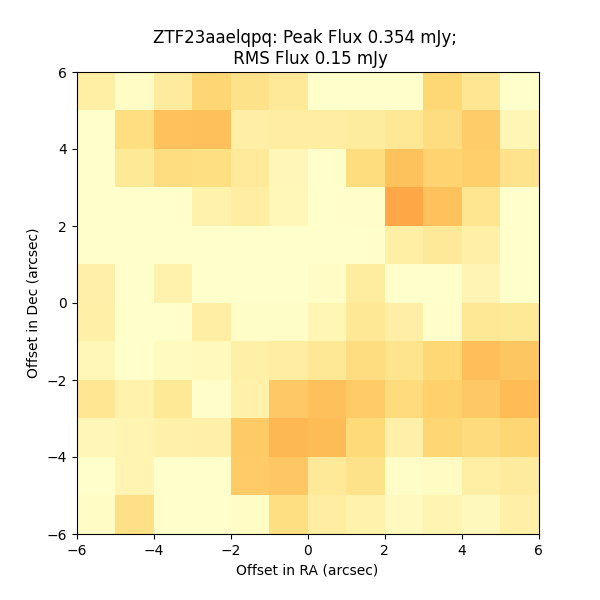 ZTF23aaelqpq: Peak Flux 0.354 mJy;
RMS Flux 0.15 mJy
6
4
2
0
−2
−4
−6
Offset in Dec (arcsec)
−6 −4 −2 0 2 4 6
Offset in RA (arcsec)